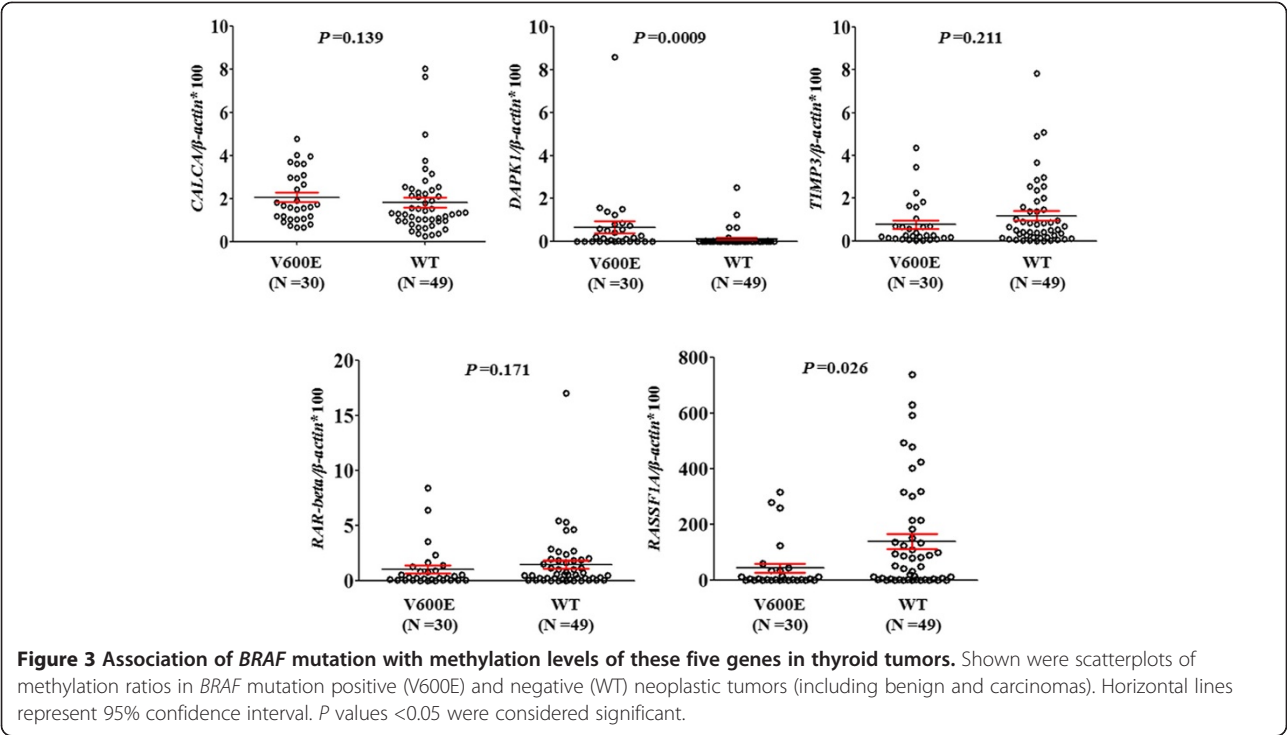 P=0.139
CALCA/β-actin*100
10
8
6
4
2
0
V600E
(N =30)
WT
(N =49)
P=0.0009
DAPK1/β-actin*100
10
8
6
4
2
0
V600E
(N =30)
WT
(N =49)
P=0.211
TIMP3/β-actin*100
10
8
6
4
2
0
V600E
(N =30)
WT
(N =49)
P=0.171
RAR-beta/β-actin*100
20
15
10
5
0
V600E
(N =30)
WT
(N =49)
P=0.026
RASSF1A/β-actin*100
800
600
400
200
0
V600E
(N =30)
WT
(N =49)
Figure 3 Association of BRAF mutation with methylation levels of these five genes in thyroid tumors. Shown were scatterplots of
methylation ratios in BRAF mutation positive (V600E) and negative (WT) neoplastic tumors (including benign and carcinomas). Horizontal lines
represent 95% confidence interval. P values <0.05 were considered significant.